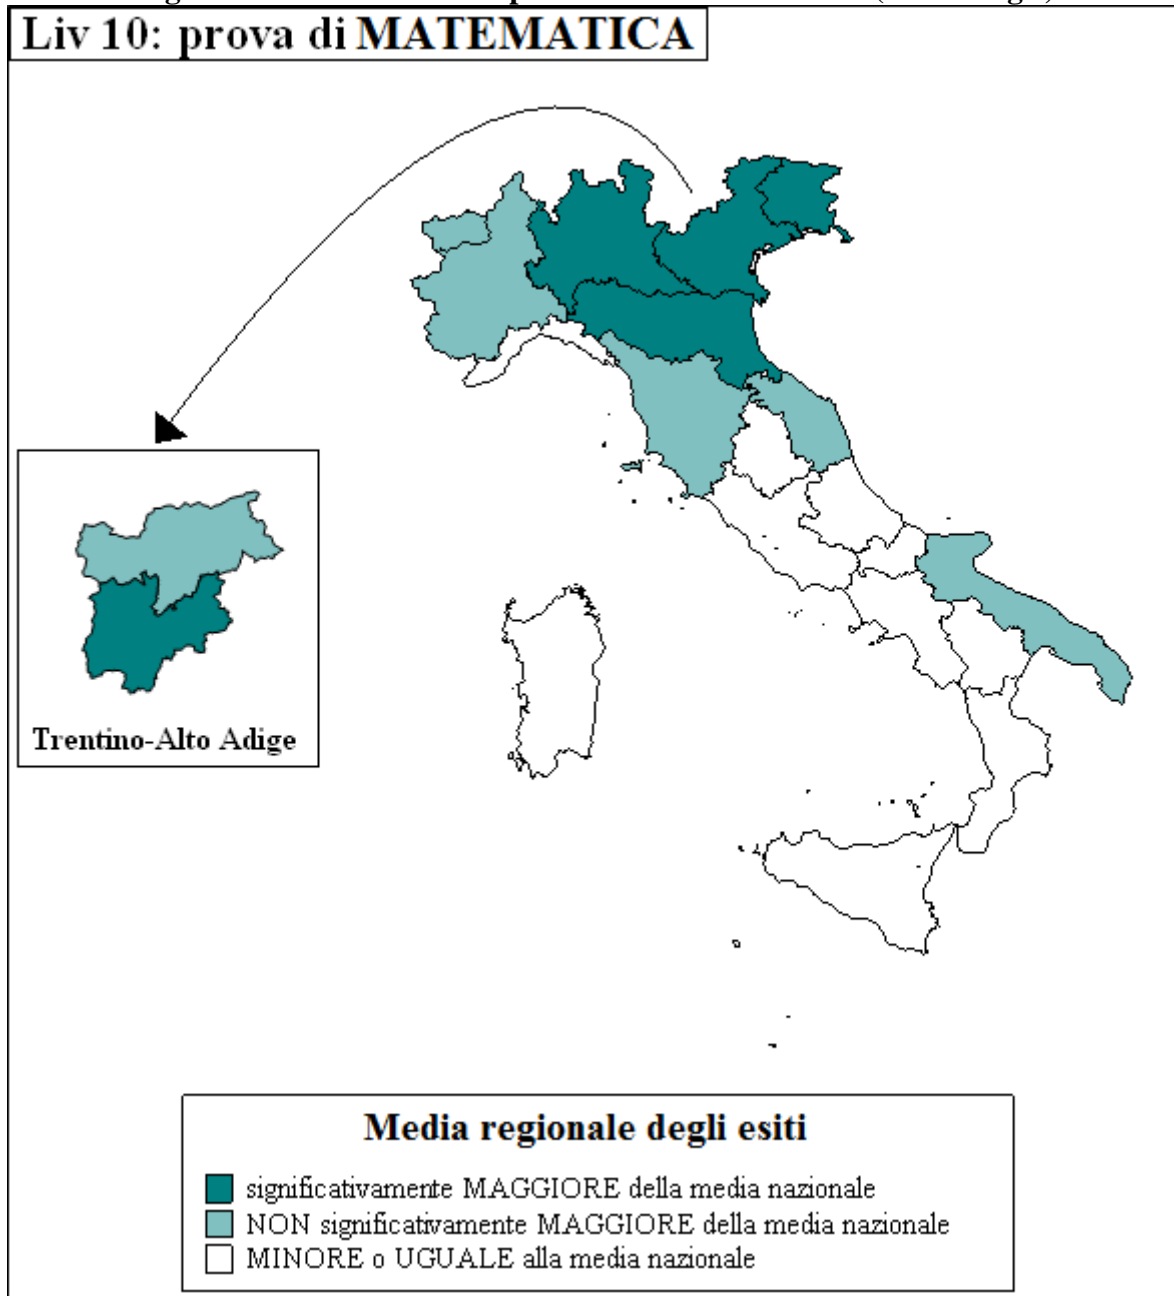 Liv 10: prova di MATEMATICA
Trentino-Alto Adige
Media regionale degli esiti
significativamente MAGGIORE della media nazionale
NON significativamente MAGGIORE della media nazionale
MINORE o UGUALE alla media nazionale